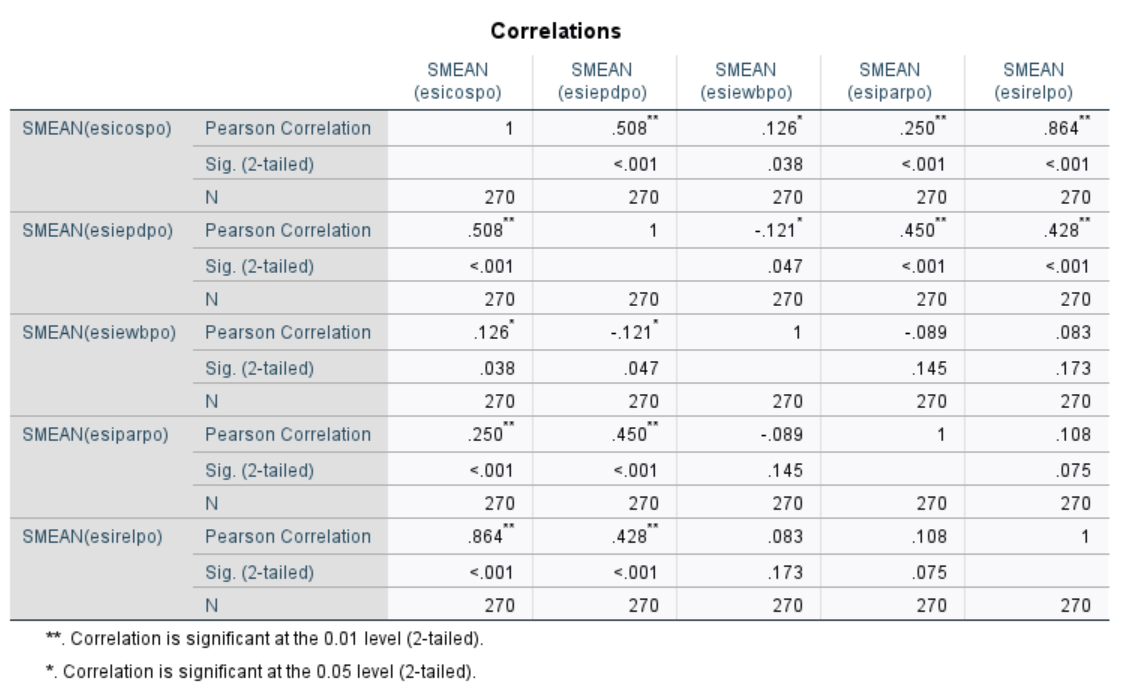 Correlations
SMEAN SMEAN SMEAN SMEAN SMEAN
(esicospo) (esiepdpo) (esiewbpo) (esiparpo) (esirelpo)
SMEAN(esicospo) Pearson Correlation 1 .508** .126* .250** .864**
Sig. (2-tailed) <.001 .038 <.001 <.001
N 270 270 270 270 270
SMEAN(esiepdpo) Pearson Correlation .508** 1 -.121* .450** .428**
Sig. (2-tailed) <.001 .047 <.001 <.001
N 270 270 270 270 270
SMEAN(esiewbpo) Pearson Correlation .126* -.121* 1 -.089 .083
Sig. (2-tailed) .038 .047 .145 .173
N 270 270 270 270 270
SMEAN(esiparpo) Pearson Correlation .250** .450** -.089 1 .108
Sig. (2-tailed) <.001 <.001 .145 .075
N 270 270 270 270 270
SMEAN(esirelpo) Pearson Correlation .864** .428** .083 .108 1
Sig. (2-tailed) <.001 <.001 .173 .075
N 270 270 270 270 270
**. Correlation is significant at the 0.01 level (2-tailed).
*. Correlation is significant at the 0.05 level (2-tailed).